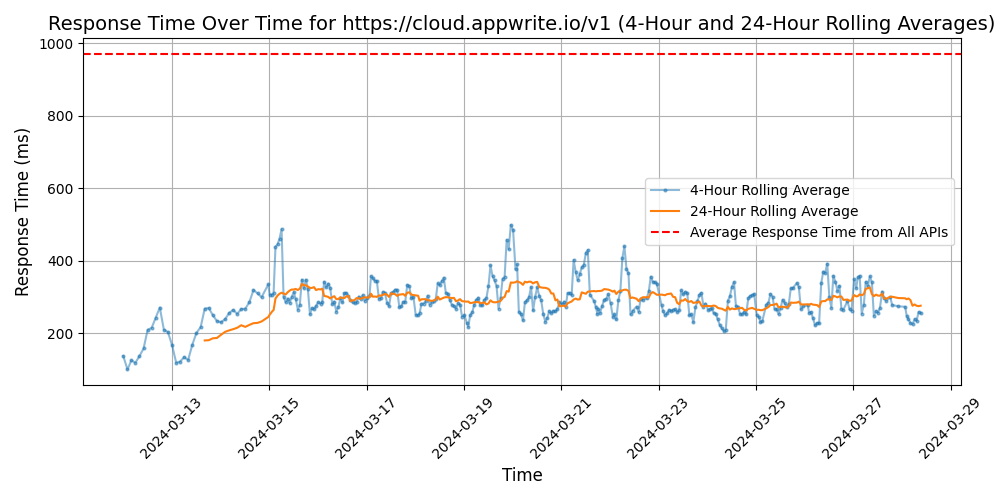 Response Time Over Time for https://cloud.appwrite.io/v1 (4-Hour and 24-Hour Rolling Averages)
Response Time (ms)
1000
800
600
400
200
4-Hour Rolling Average
24-Hour Rolling Average
Average Response Time from All APIs
2024-03-13
2024-03-15
2024-03-17
2024-03-19
2024-03-21
2024-03-23
2024-03-25
2024-03-27
2024-03-29
Time